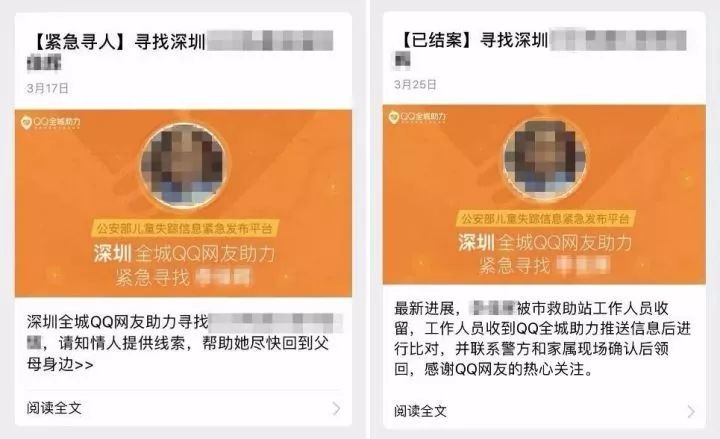 【紧急寻人】寻找深圳
3月17日
QQ全城助力
公安部儿童失踪信息紧急发布平台
深圳全城QQ网友助力
紧急寻找
深圳全城QQ网友助力寻找
，请知情人提供线索，帮助她尽快回到父
母身边>>
阅读全文
【已结案】寻找深圳
3月25日
QQ全城助力
公安部儿童失踪信息紧急发布平台
深圳全城QQ网友助力
紧急寻找
最新进展，被市救助站工作人员收
留，工作人员收到QQ全城助力推送信息后进
行比对，并联系警方和家属现场确认后领
回，感谢QQ网友的热心关注。
阅读全文